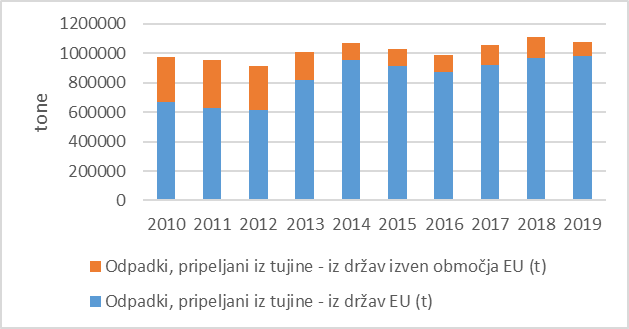 1200000
1000000
800000
600000
400000
200000
0
tone
2010 2011 2012 2013 2014 2015 2016 2017 2018 2019
Odpadki, pripeljani iz tujine - iz držav izven območja EU (t)
Odpadki, pripeljani iz tujine - iz držav EU (t)